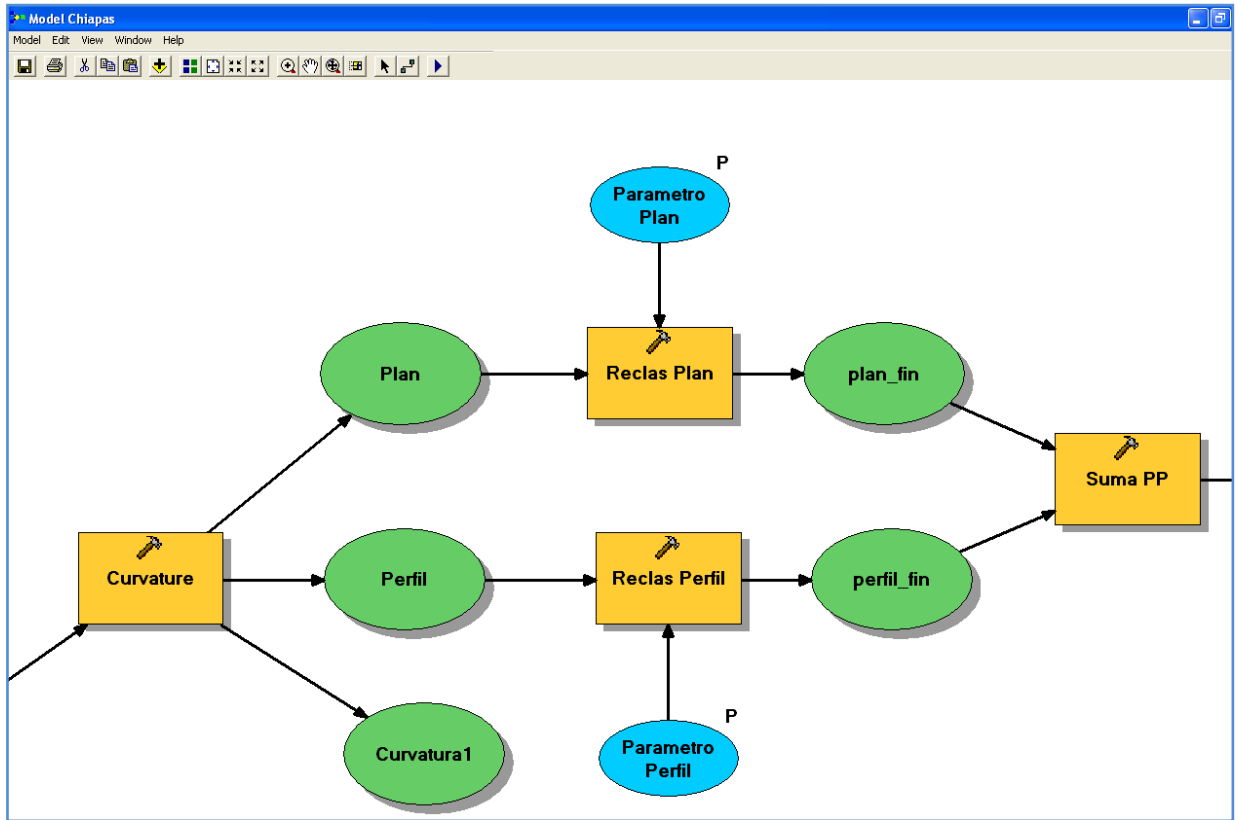 Model Chiapas
Model Edit View Window Help
P
Parametro
Plan
Plan
Reclas Plan
plan_fin
Suma PP
Curvature
Perfil
Reclas Perfil
perfil_fin
P
Parametro
Perfil
Curvatura1